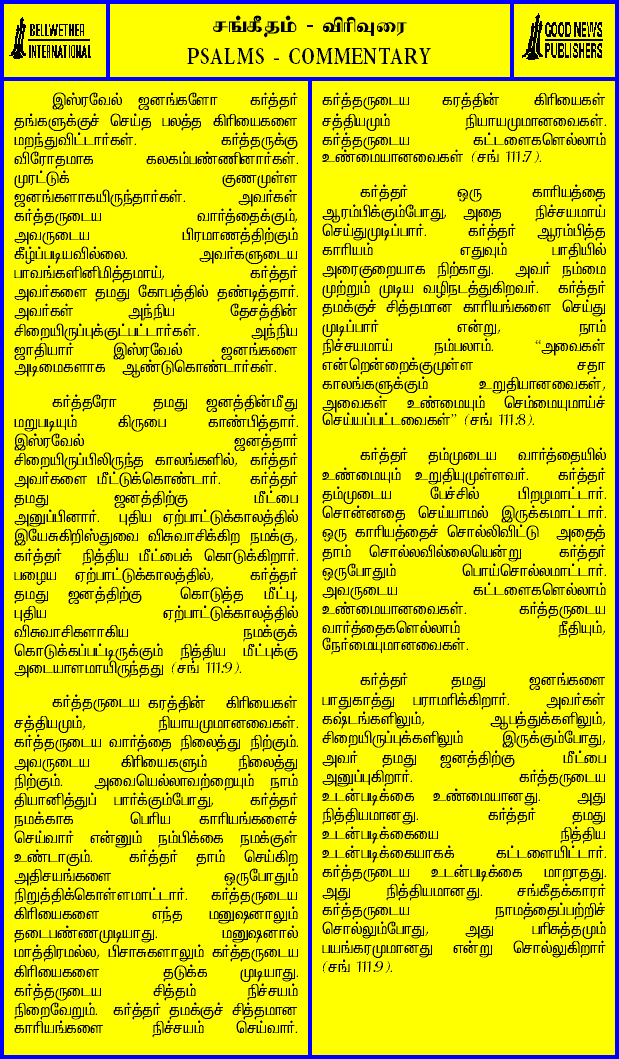 BELLWETHER
INTERNATIONAL
சங்கீதம் - விரிவுரை
PSALMS - COMMENTARY
GOOD NEWS
PUBLISHERS
இஸ்ரவேல் ஜனங்களோ கர்த்தர்
தங்களுக்குச் செய்த பலத்த கிரியைகளை
மறந்துவிட்டார்கள். கர்த்தருக்கு
விரோதமாக கலகம்பண்ணினார்கள்.
முரட்டுக் குணமுள்ள
ஜனங்களாகயிருந்தார்கள். அவர்கள்
கர்த்தருடைய வார்த்தைக்கும்,
அவருடைய பிரமாணத்திற்கும்
கீழ்ப்படியவில்லை. அவர்களுடைய
பாவங்களினிமித்தமாய், கர்த்தர்
அவர்களை தமது கோபத்தில் தண்டித்தார்.
அவர்கள் அந்நிய தேசத்தின்
சிறையிருப்புக்குட்பட்டார்கள். அந்நிய
ஜாதியார் இஸ்ரவேல் ஜனங்களை
அடிமைகளாக ஆண்டுகொண்டார்கள்.
கர்த்தரோ தமது ஜனத்தின்மீது
மறுபடியும் கிருபை காண்பித்தார்.
இஸ்ரவேல் ஜனத்தார்
சிறையிருப்பிலிருந்த காலங்களில், கர்த்தர்
அவர்களை மீட்டுக்கொண்டார். கர்த்தர்
தமது ஜனத்திற்கு மீட்பை
அனுப்பினார். புதிய ஏற்பாட்டுக்காலத்தில்
இயேசுகிறிஸ்துவை விசுவாசிக்கிற நமக்கு,
கர்த்தர் நித்திய மீட்பைக் கொடுக்கிறார்.
பழைய ஏற்பாட்டுக்காலத்தில், கர்த்தர்
தமது ஜனத்திற்கு கொடுத்த மீட்பு,
புதிய ஏற்பாட்டுக்காலத்தில்
விசுவாசிகளாகிய நமக்குக்
கொடுக்கப்பட்டிருக்கும் நித்திய மீட்புக்கு
அடையாளமாயிருந்தது (சங் 111:9).
கர்த்தருடைய கரத்தின் கிரியைகள்
சத்தியமும், நியாயமுமானவைகள்.
கர்த்தருடைய வார்த்தை நிலைத்து நிற்கும்.
அவருடைய கிரியைகளும் நிலைத்து
நிற்கும். அவையெல்லாவற்றையும் நாம்
தியானித்துப் பார்க்கும்போது, கர்த்தர்
நமக்காக பெரிய காரியங்களைச்
செய்வார் என்னும் நம்பிக்கை நமக்குள்
உண்டாகும். கர்த்தர் தாம் செய்கிற
அதிசயங்களை ஒருபோதும்
நிறுத்திக்கொள்ளமாட்டார். கர்த்தருடைய
கிரியைகளை எந்த மனுஷனாலும்
தடைபண்ணமுடியாது. மனுஷனால்
மாத்திரமல்ல, பிசாசுகளாலும் கர்த்தருடைய
கிரியைகளை தடுக்க முடியாது.
கர்த்தருடைய சித்தம் நிச்சயம்
நிறைவேறும். கர்த்தர் தமக்குச் சித்தமான
காரியங்களை நிச்சயம் செய்வார்.
கர்த்தருடைய கரத்தின் கிரியைகள்
சத்தியமும் நியாயமுமானவைகள்.
கர்த்தருடைய கட்டளைகளெல்லாம்
உண்மையானவைகள் (சங் 111:7).
கர்த்தர் ஒரு காரியத்தை
ஆரம்பிக்கும்போது, அதை நிச்சயமாய்
செய்துமுடிப்பார். கர்த்தர் ஆரம்பித்த
காரியம் எதுவும் பாதியில்
அரைகுறையாக நிற்காது. அவர் நம்மை
முற்றும் முடிய வழிநடத்துகிறவர். கர்த்தர்
தமக்குச் சித்தமான காரியங்களை செய்து
முடிப்பார் என்று, நாம்
நிச்சயமாய் நம்பலாம். “அவைகள்
என்றென்றைக்குமுள்ள சதா
காலங்களுக்கும் உறுதியானவைகள்,
அவைகள் உண்மையும் செம்மையுமாய்ச்
செய்யப்பட்டவைகள்” (சங் 111:8).
கர்த்தர் தம்முடைய வார்த்தையில்
உண்மையும் உறுதியுமுள்ளவர். கர்த்தர்
தம்முடைய பேச்சில் பிறழமாட்டார்.
சொன்னதை செய்யாமல் இருக்கமாட்டார்.
ஒரு காரியத்தைச் சொல்லிவிட்டு அதைத்
தாம் சொல்லவில்லையென்று கர்த்தர்
ஒருபோதும் பொய்சொல்லமாட்டார்.
அவருடைய கட்டளைகளெல்லாம்
உண்மையானவைகள். கர்த்தருடைய
வார்த்தைகளெல்லாம் நீதியும்,
நேர்மையுமானவைகள்.
கர்த்தர் தமது ஜனங்களை
பாதுகாத்து பராமரிக்கிறார். அவர்கள்
கஷ்டங்களிலும், ஆபத்துக்களிலும்,
சிறையிருப்புக்களிலும் இருக்கும்போது,
அவர் தமது ஜனத்திற்கு மீட்பை
அனுப்புகிறார். கர்த்தருடைய
உடன்படிக்கை உண்மையானது. அது
நித்தியமானது. கர்த்தர் தமது
உடன்படிக்கையை நித்திய
உடன்படிக்கையாகக் கட்டளையிட்டார்.
கர்த்தருடைய உடன்படிக்கை மாறாதது.
அது நித்தியமானது. சங்கீதக்காரர்
கர்த்தருடைய நாமத்தைப்பற்றிச்
சொல்லும்போது, அது பரிசுத்தமும்
பயங்கரமுமானது என்று சொல்லுகிறார்
(சங் 111:9).